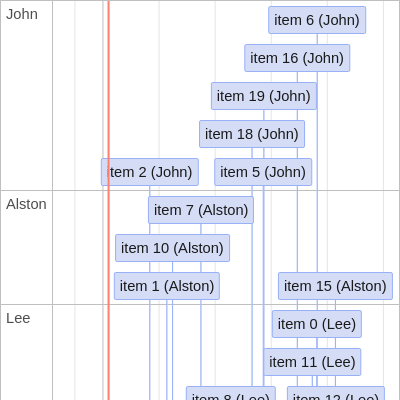 John
item 6 (John)
item 16 (John)
item 19 (John)
item 18 (John)
item 2 (John)
item 5 (John)
Alston
item 7 (Alston)
item 10 (Alston)
item 1 (Alston)
item 15 (Alston)
Lee
item 0 (Lee)
item 11 (Lee)
item 8 (Lee)
item 12 (Lee)